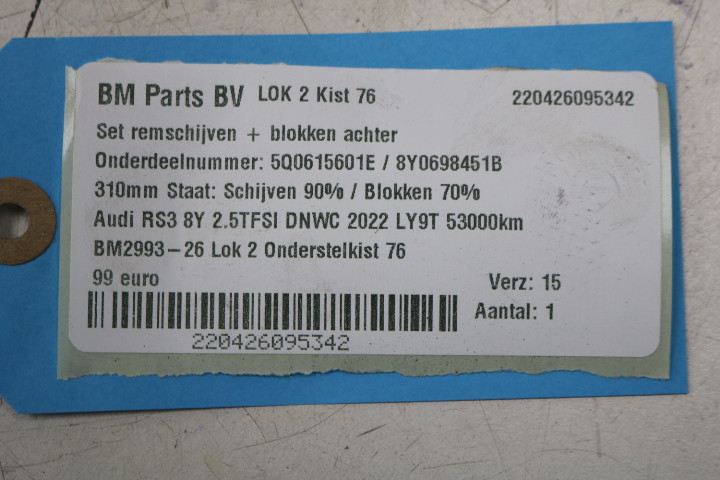 BM Parts BV LOK 2 Kist 76 220426095342
Set remschijven + blokken achter
Onderdeelnummer: 5Q0615601E / 8Y0698451B
310mm Staat: Schijven 90% / Blokken 70%
Audi RS3 8Y 2.5TFSI DNWC 2022 LY9T 53000km
BM2993-26 Lok 2 Onderstelkist 76
99 euro Verz: 15
Aantal: 1
220426095342